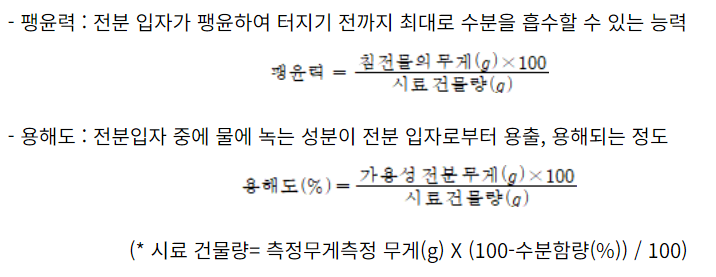 - 팽윤력 : 전분 입자가 팽윤하여 터지기 전까지 최대로 수분을 흡수할 수 있는 능력
팽윤력 = 침전물의 무게(g)×100 / 시료 건물량(g)
- 용해도 : 전분입자 중에 물에 녹는 성분이 전분 입자로부터 용출, 용해되는 정도
용해도(%) = 가용성 전분 무게(g)×100 / 시료 건물량(g)
(* 시료 건물량= 측정무게측정 무게(g) X (100-수분함량(%)) / 100)